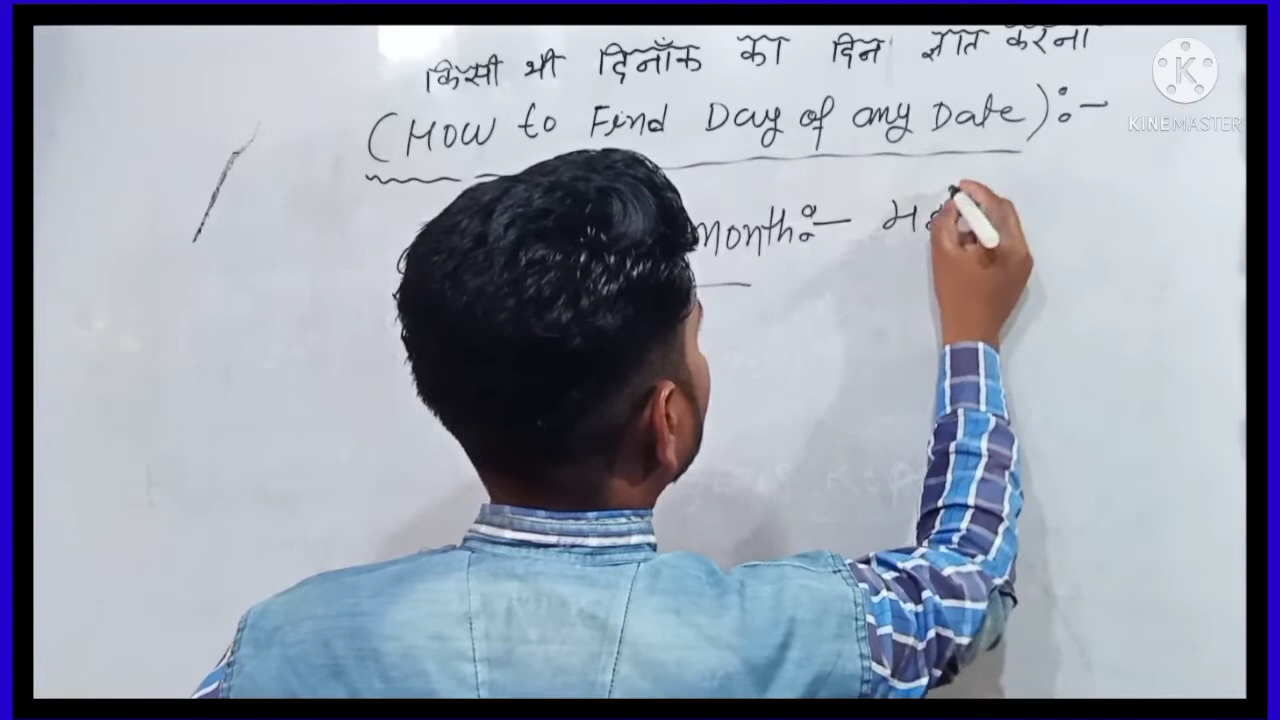 किसी भी दिनाँक का दिन ज्ञात करना
(How to Find Day of any Date):-
month:-
KINEMASTER